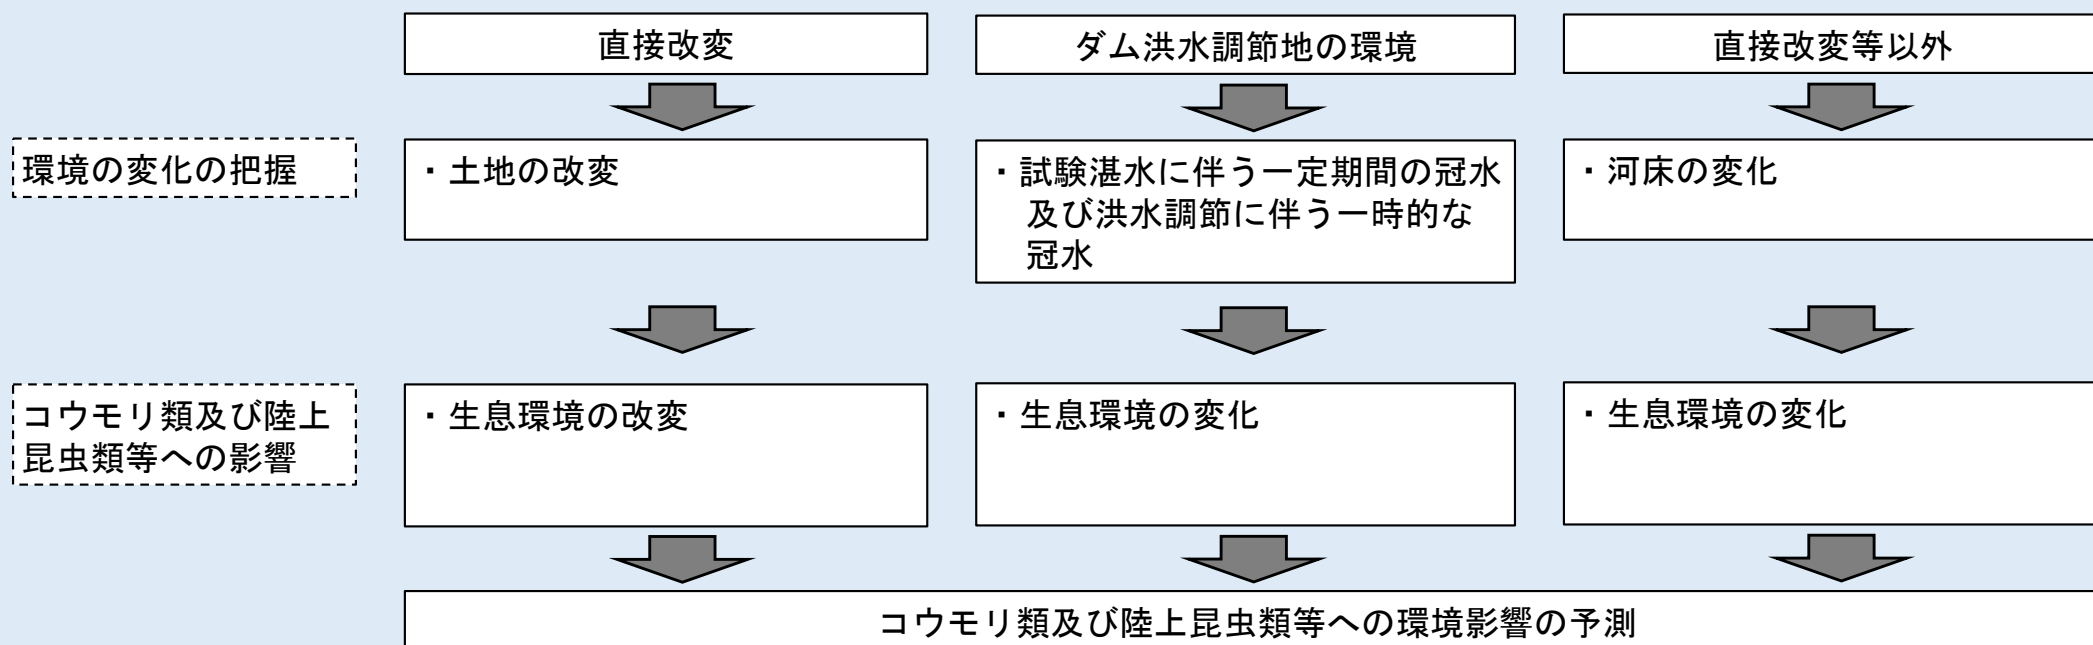 直接改変
ダム洪水調節地の環境
直接改変等以外
環境の変化の把握
・土地の改変
・試験湛水に伴う一定期間の冠水
及び洪水調節に伴う一時的な
冠水
・河床の変化
コウモリ類及び陸上
昆虫類等への影響
・生息環境の改変
・生息環境の変化
・生息環境の変化
コウモリ類及び陸上昆虫類等への環境影響の予測